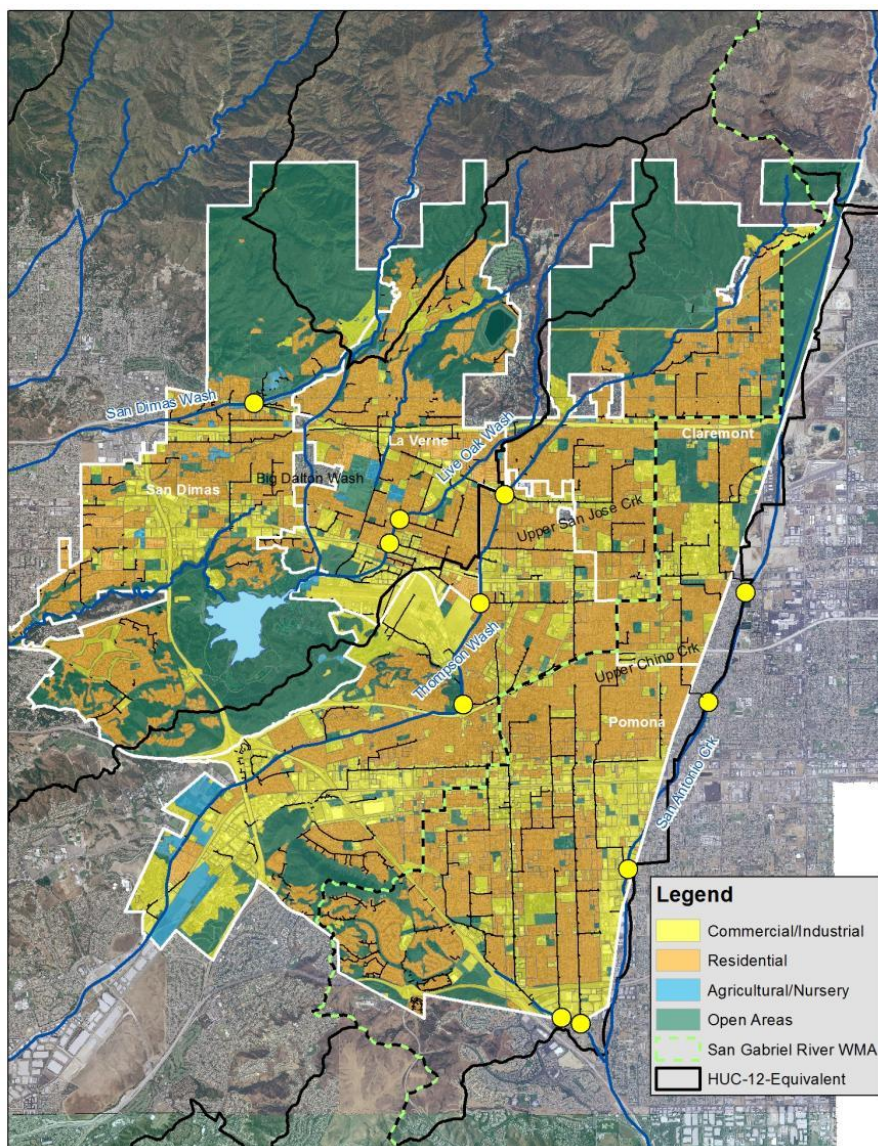 San Dimas Wash
La Verne
Live Oak Wash
Claremont
San Dimas
Big Dalton Wash
Upper San Jose Crk
Thompson Wash
Upper Chino Crk
Pomona
San Antonio Crk
Legend
Commercial/Industrial
Residential
Agricultural/Nursery
Open Areas
San Gabriel River WMA
HUC-12-Equivalent